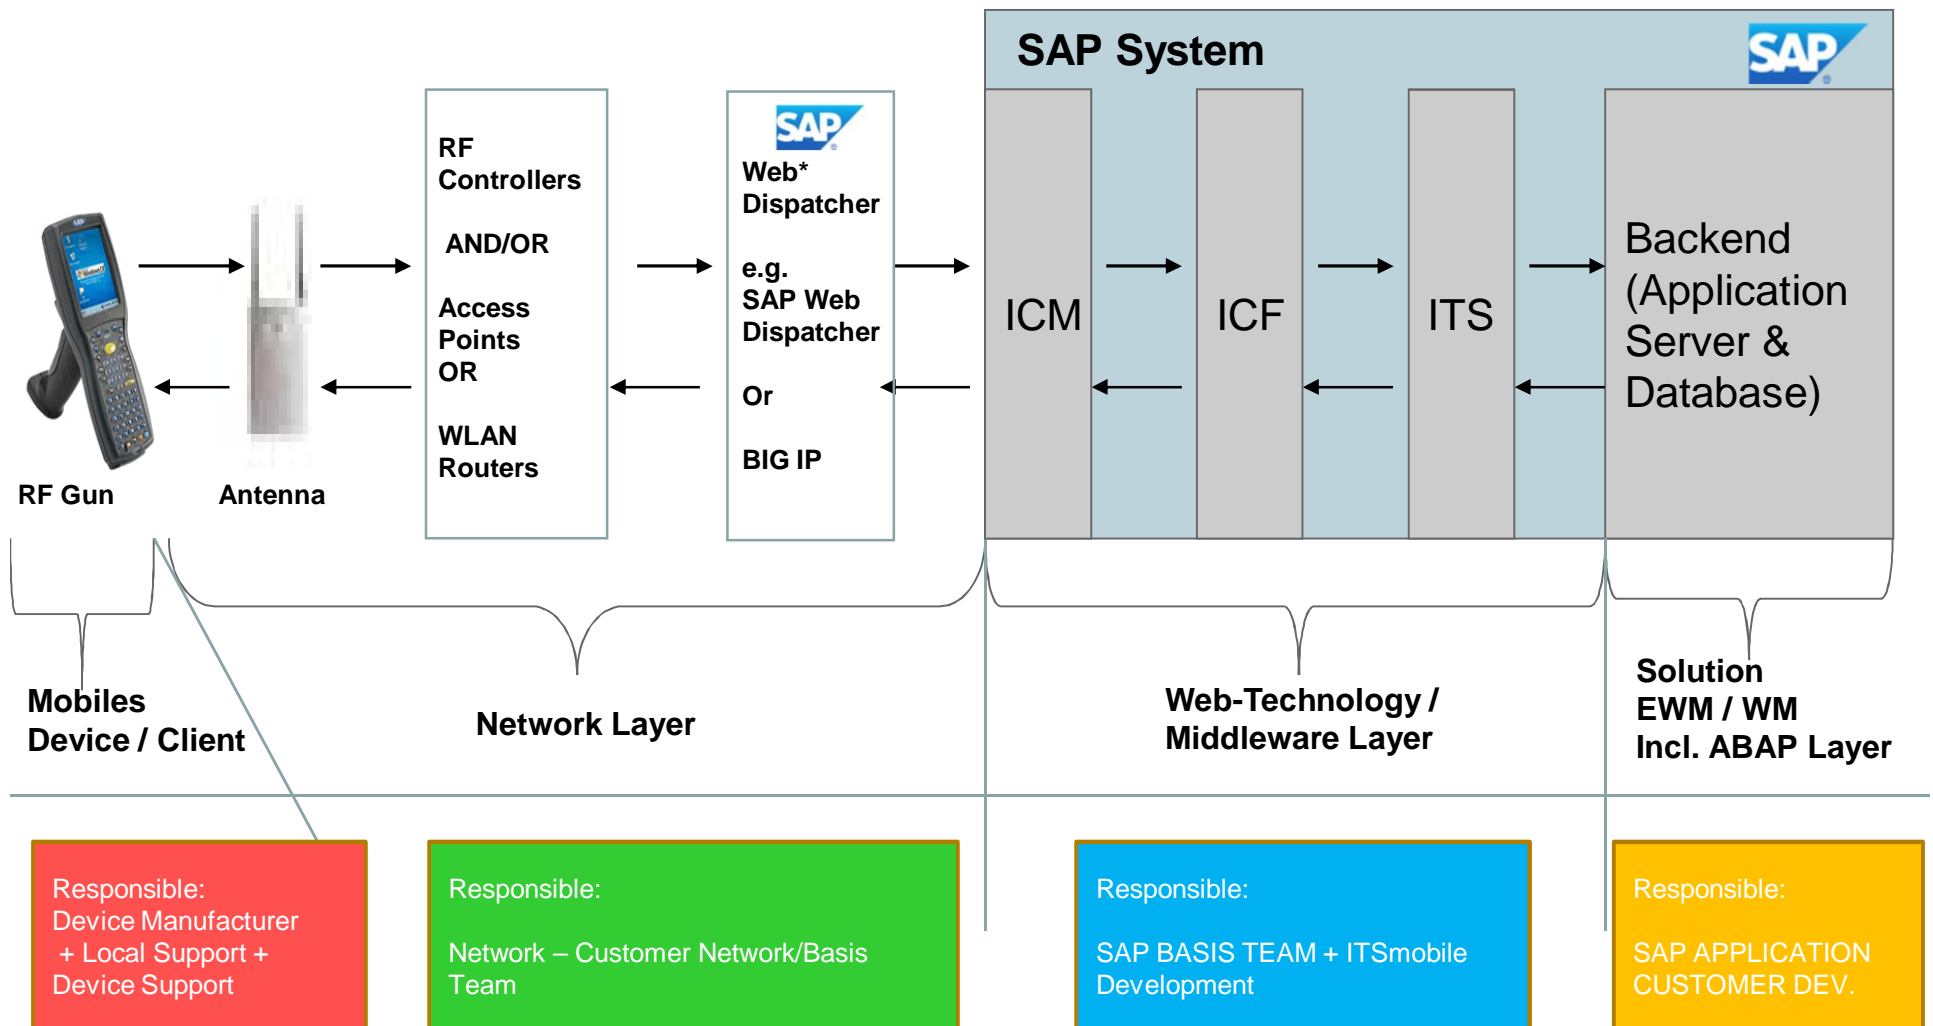 SAP System
SAP
SAP
RF
Controllers
AND/OR
Access
Points
OR
WLAN
Routers
Web*
Dispatcher
e.g.
SAP Web
Dispatcher
Or
BIG IP
ICM
ICF
ITS
Backend
(Application
Server &
Database)
RF Gun
Antenna
Mobiles
Device / Client
Network Layer
Web-Technology /
Middleware Layer
Solution
EWM / WM
Incl. ABAP Layer
Responsible:
Device Manufacturer
+ Local Support +
Device Support
Responsible:
Network – Customer Network/Basis
Team
Responsible:
SAP BASIS TEAM + ITSmobile
Development
Responsible:
SAP APPLICATION
CUSTOMER DEV.